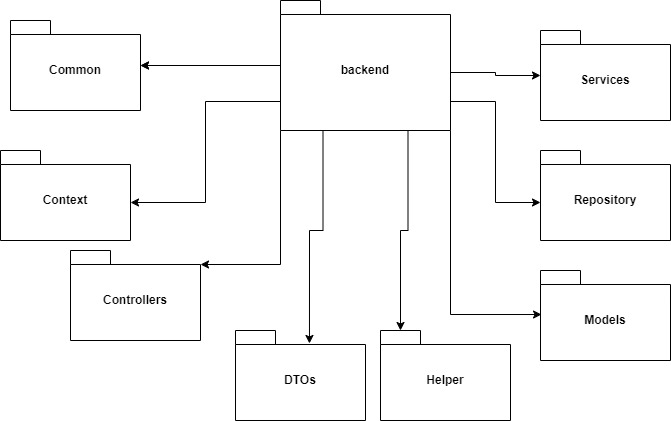 backend
Common
Services
Context
Repository
Controllers
Models
DTOs
Helper